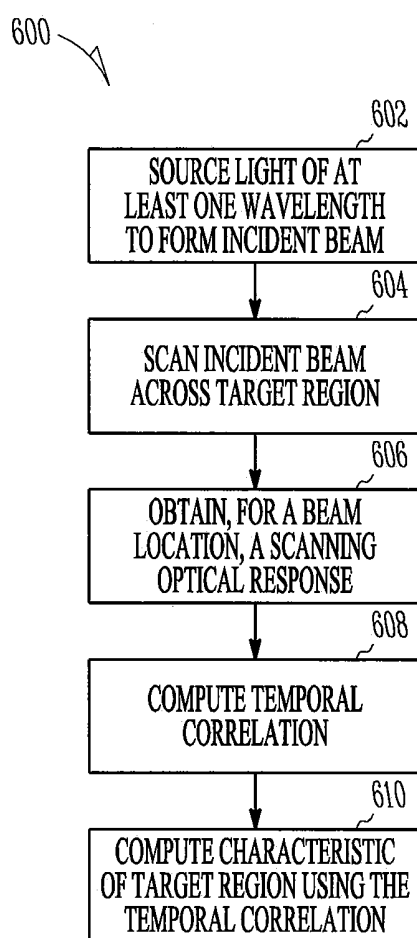 600
602
SOURCE LIGHT OF AT
LEAST ONE WAVELENGTH
TO FORM INCIDENT BEAM
604
SCAN INCIDENT BEAM
ACROSS TARGET REGION
606
OBTAIN, FOR A BEAM
LOCATION, A SCANNING
OPTICAL RESPONSE
608
COMPUTE TEMPORAL
CORRELATION
610
COMPUTE CHARACTERISTIC
OF TARGET REGION USING THE
TEMPORAL CORRELATION